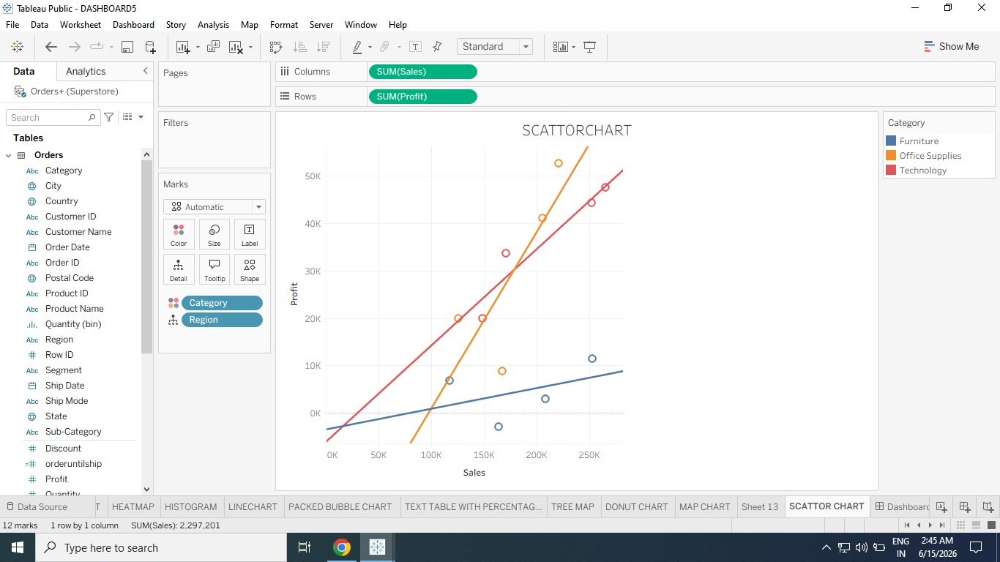 Tableau Public - DASHBOARD5
File Data Worksheet Dashboard Story Analysis Map Format Server Window Help
Standard
Show Me
Data Analytics
Orders+ (Superstore)
Search
Tables
Orders
Abc Category
City
Country
Abc Customer ID
Abc Customer Name
Order Date
Abc Order ID
Postal Code
Abc Product ID
Abc Product Name
Quantity (bin)
Abc Region
# Row ID
Abc Segment
Ship Date
Abc Ship Mode
State
Abc Sub-Category
# Discount
=# orderuntilship
# Profit
# Quantity
Pages
Filters
Marks
Automatic
Color Size Label
Detail Tooltip Shape
Category
Region
Columns SUM(Sales)
Rows SUM(Profit)
SCATTORCHART
50K
40K
30K
20K
10K
0K
Profit
0K 50K 100K 150K 200K 250K
Sales
Category
Furniture
Office Supplies
Technology
Data Source T HEATMAP HISTOGRAM LINECHART PACKED BUBBLE CHART TEXT TABLE WITH PERCENTAG... TREE MAP DONUT CHART MAP CHART Sheet 13 SCATTOR CHART Dashboard
12 marks 1 row by 1 column SUM(Sales): 2,297,201
Type here to search
ENG
IN
2:45 AM
6/15/2026